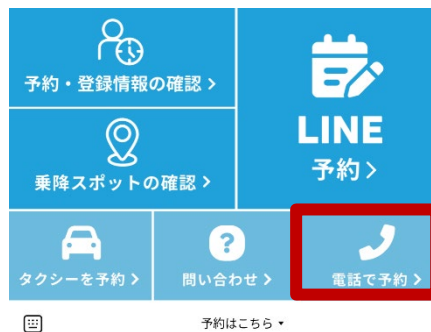 予約・登録情報の確認 >
乗降スポットの確認 >
LINE
予約 >
タクシーを予約 >
?
問い合わせ >
電話で予約 >
予約はこちら ▾